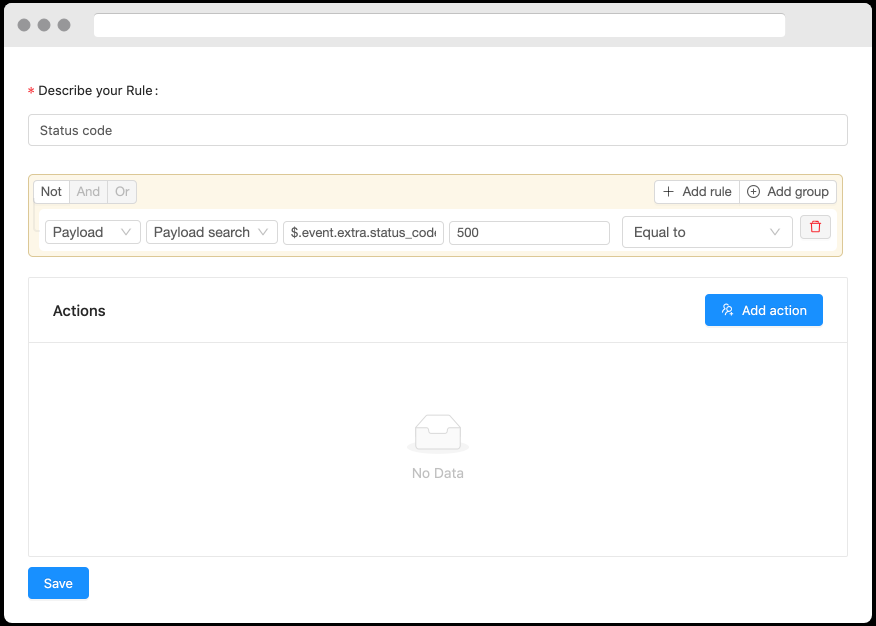 * Describe your Rule:
Status code
Not And Or + Add rule Add group
Payload Payload search $.event.extra.status_code 500 Equal to
Actions Add action
No Data
Save